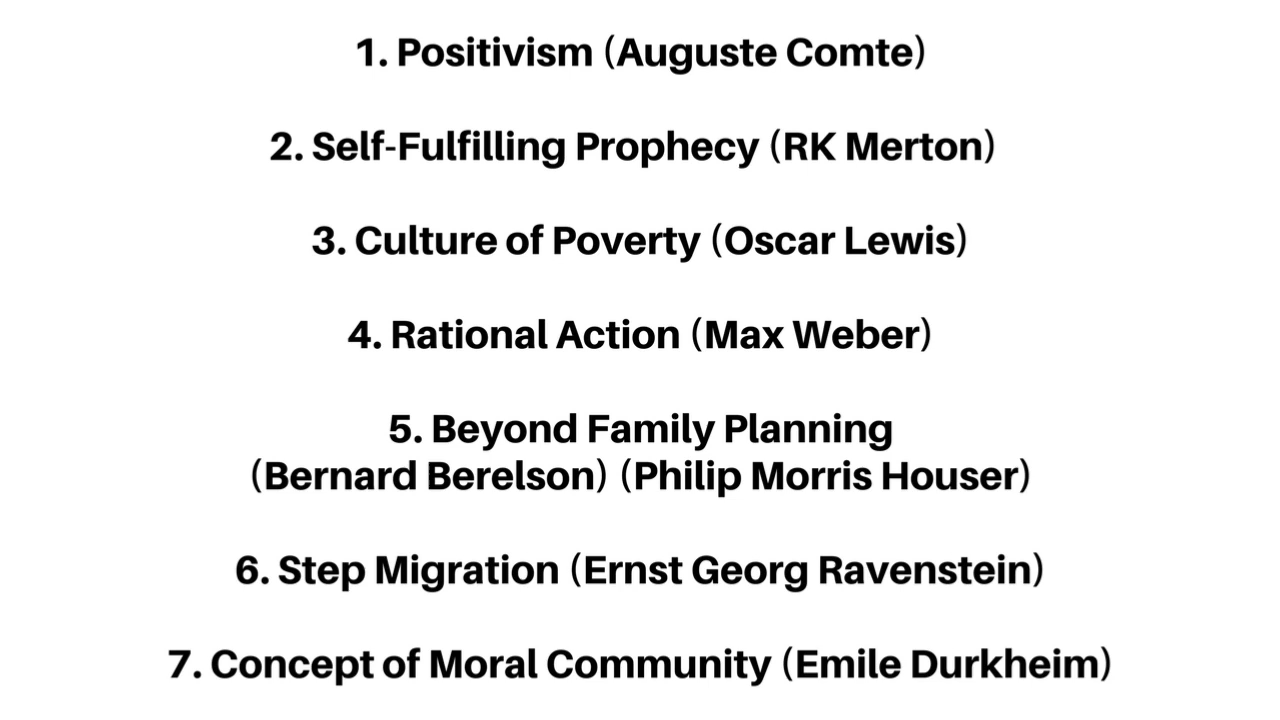 1. Positivism (Auguste Comte)
2. Self-Fulfilling Prophecy (RK Merton)
3. Culture of Poverty (Oscar Lewis)
4. Rational Action (Max Weber)
5. Beyond Family Planning
(Bernard Berelson) (Philip Morris Houser)
6. Step Migration (Ernst Georg Ravenstein)
7. Concept of Moral Community (Emile Durkheim)